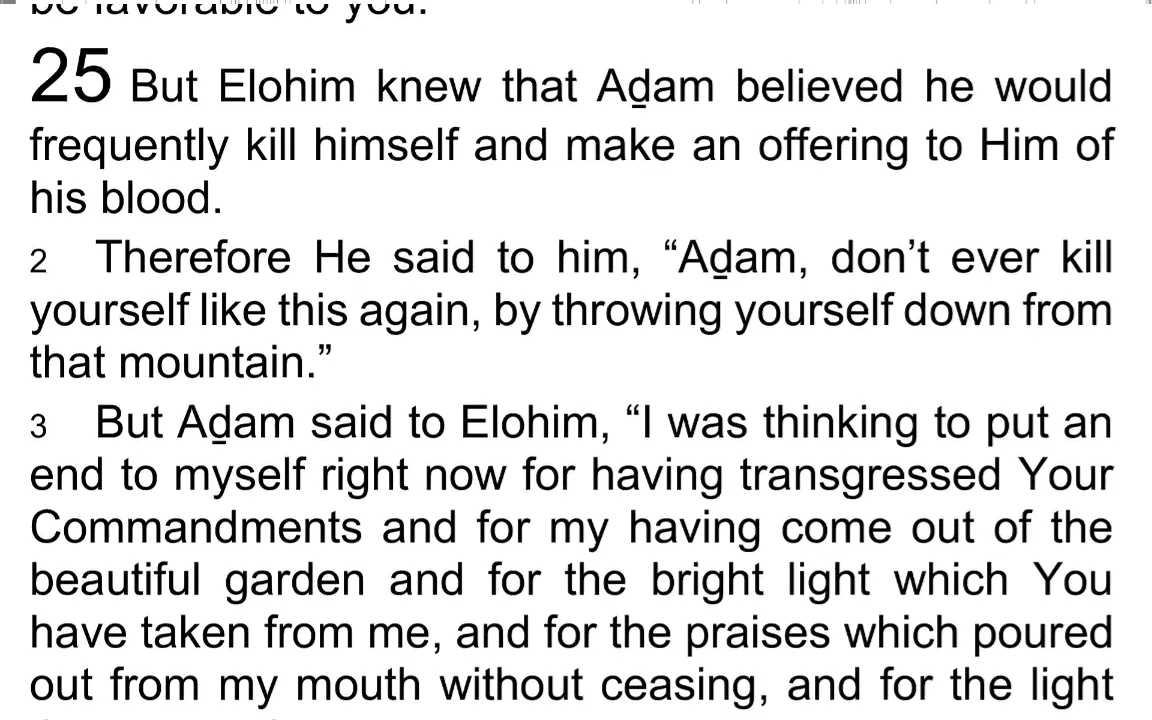 be favorable to you.
25 But Elohim knew that Aḏam believed he would
frequently kill himself and make an offering to Him of
his blood.
2 Therefore He said to him, “Aḏam, don’t ever kill
yourself like this again, by throwing yourself down from
that mountain.”
3 But Aḏam said to Elohim, “I was thinking to put an
end to myself right now for having transgressed Your
Commandments and for my having come out of the
beautiful garden and for the bright light which You
have taken from me, and for the praises which poured
out from my mouth without ceasing, and for the light